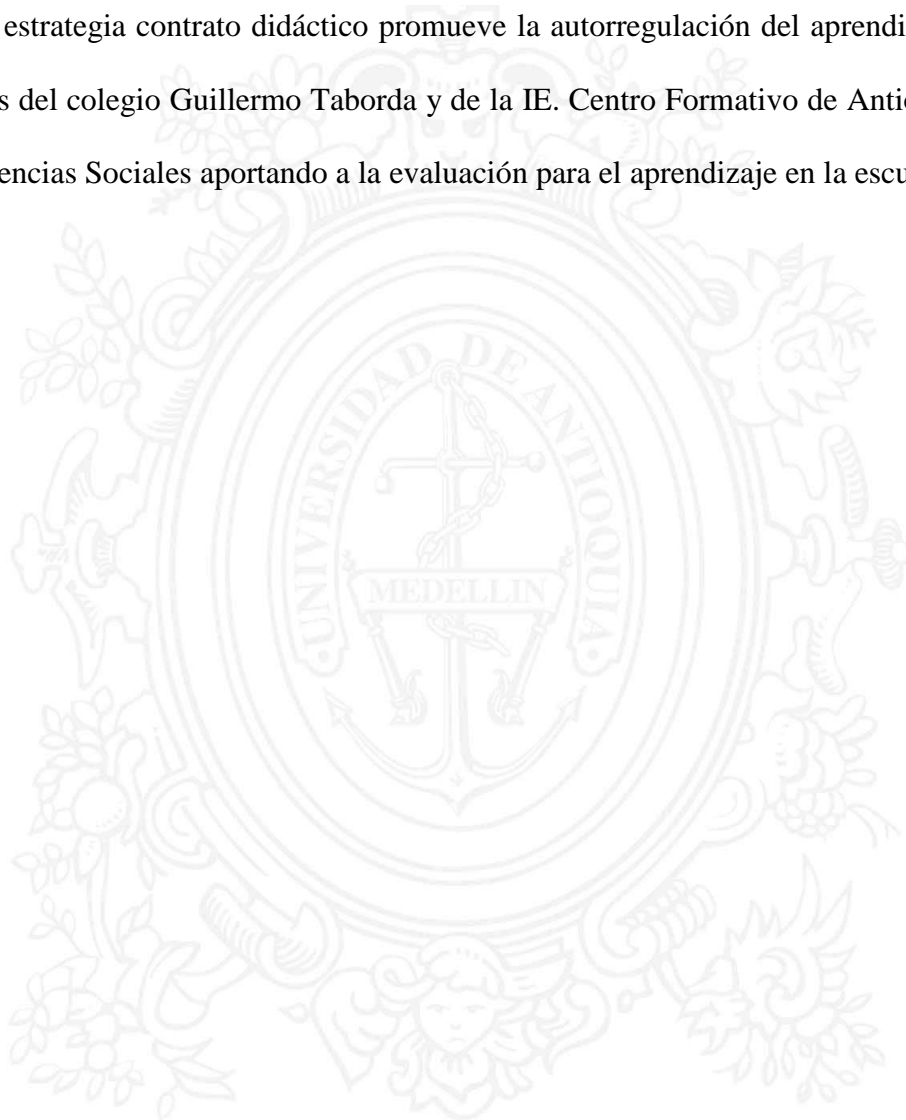 estrategia contrato didáctico promueve la autorregulación del aprendi
s del colegio Guillermo Taborda y de la IE. Centro Formativo de Anti
encias Sociales aportando a la evaluación para el aprendizaje en la escu
UNIVERSIDAD DE ANTIOQUIA
MEDELLIN